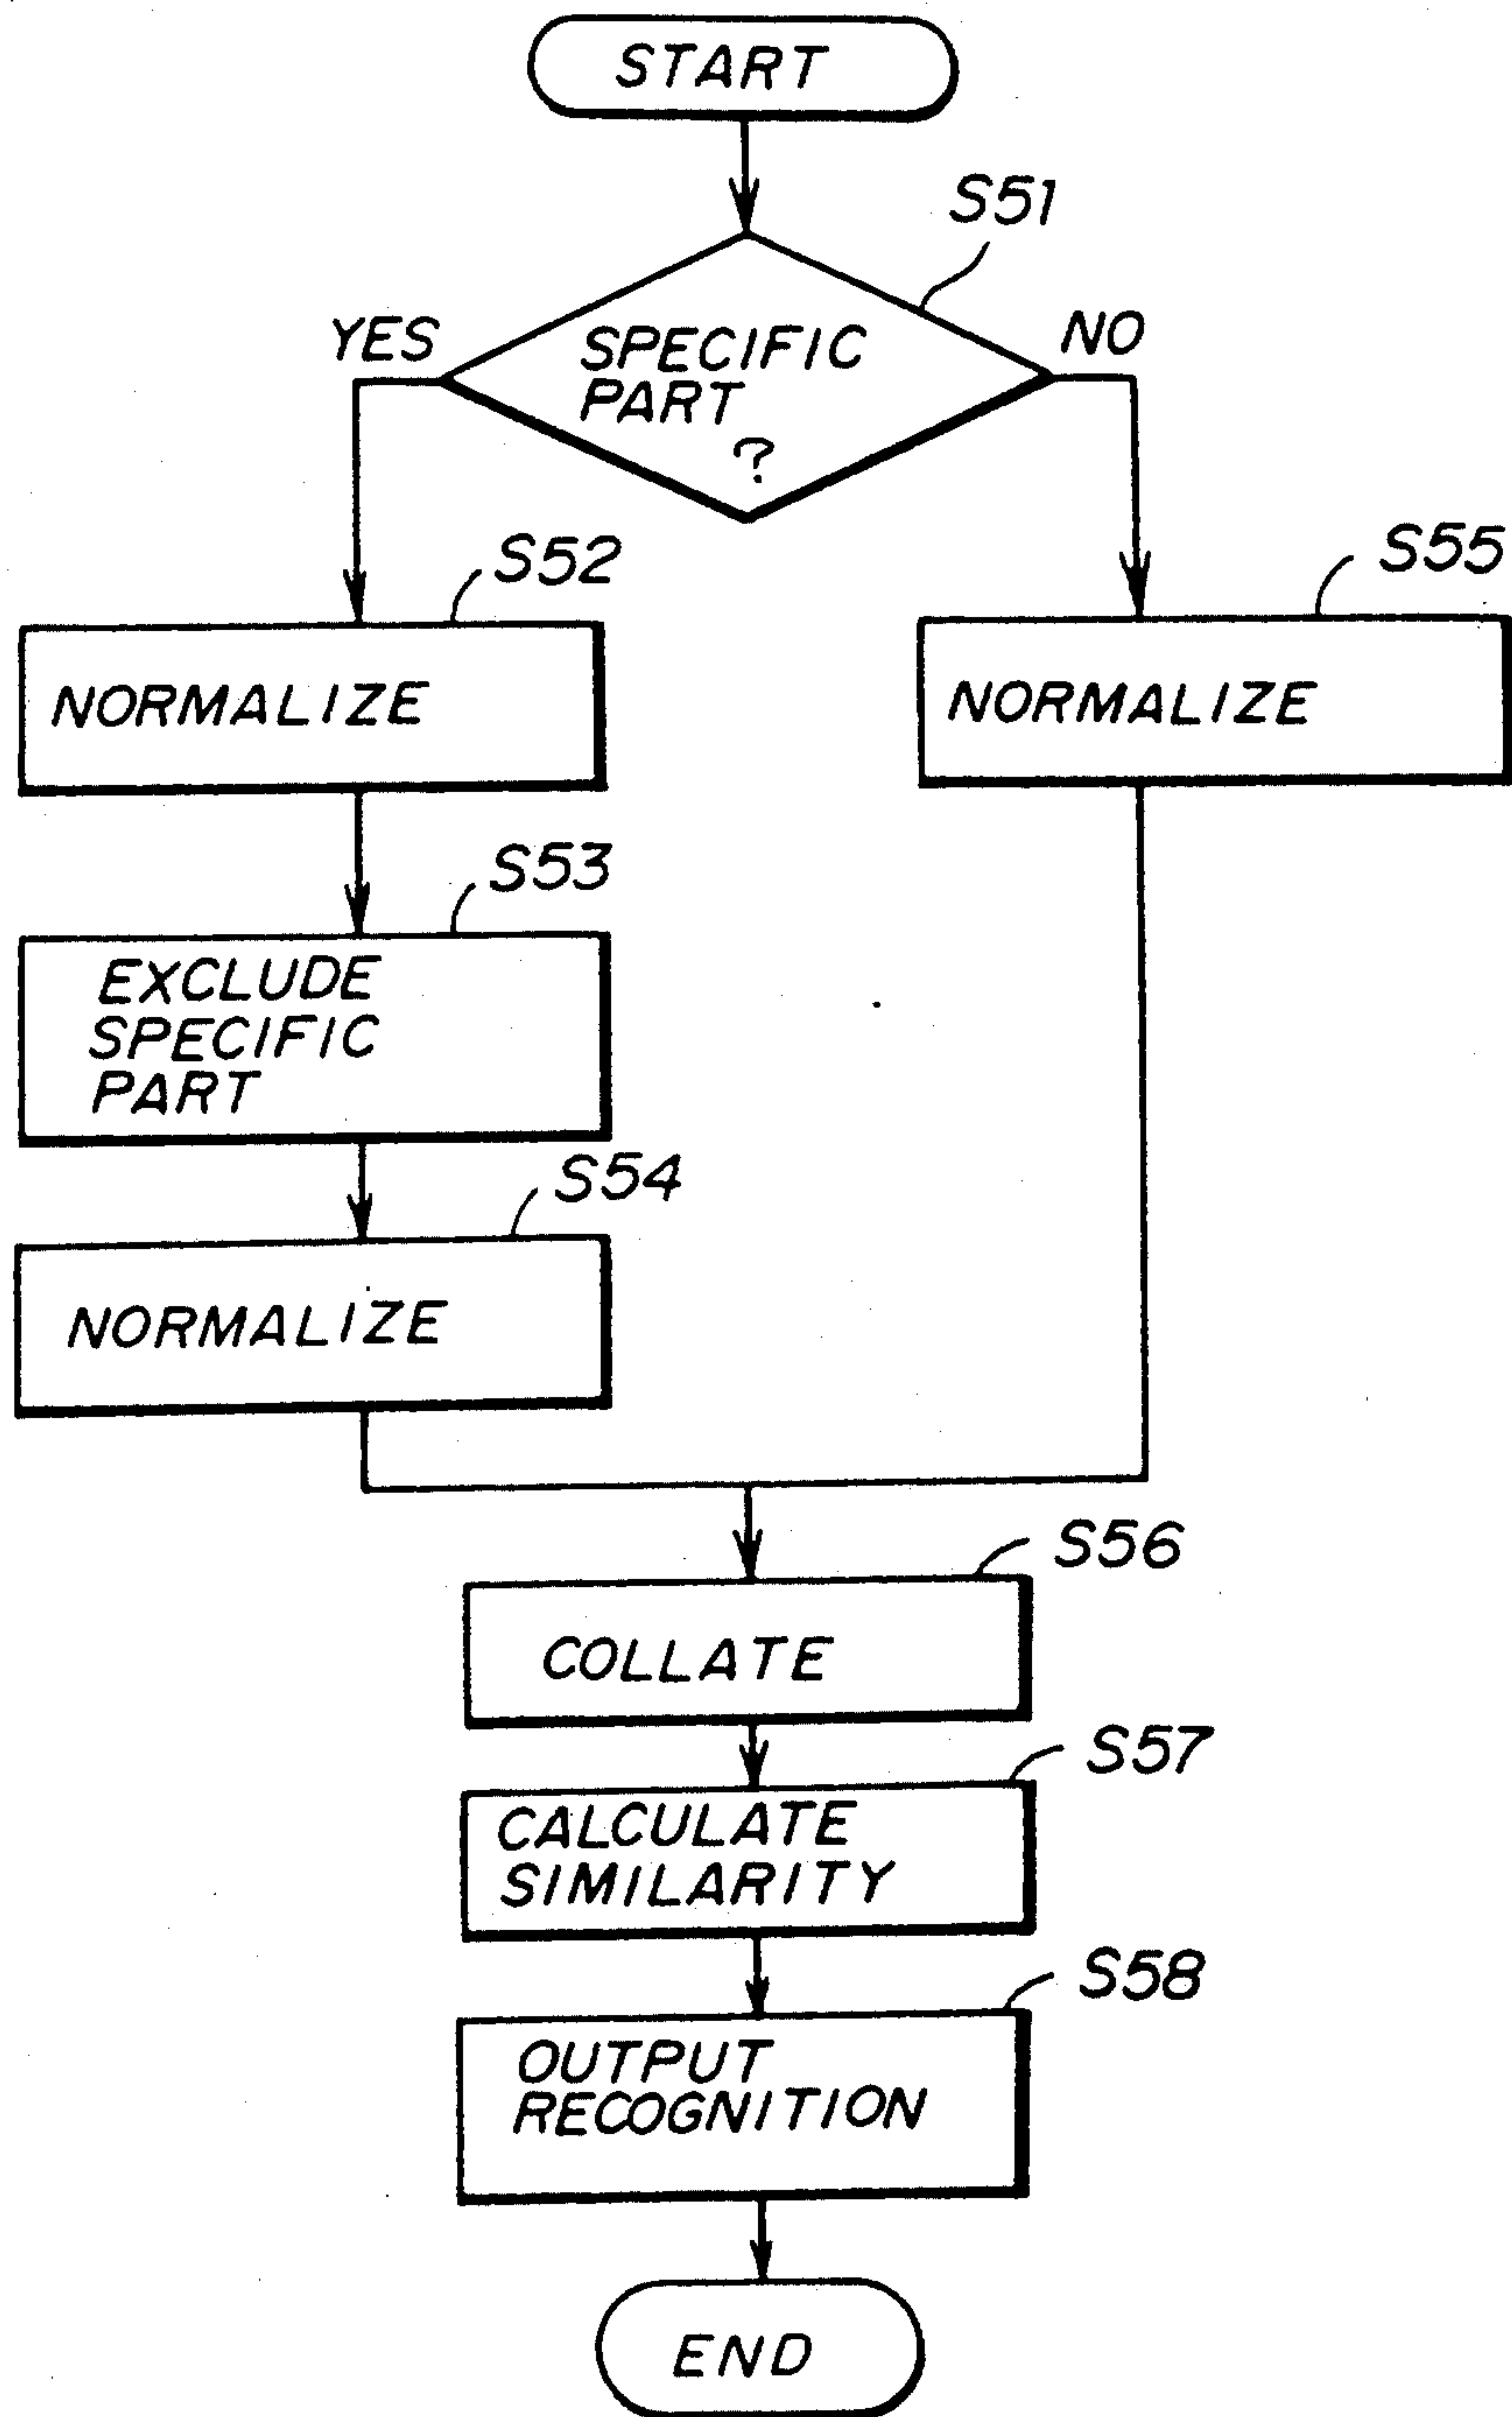 START
S51
YES
SPECIFIC
PART
?
NO
S52
S55
NORMALIZE
NORMALIZE
S53
EXCLUDE
SPECIFIC
PART
S54
NORMALIZE
S56
COLLATE
S57
CALCULATE
SIMILARITY
S58
OUTPUT
RECOGNITION
END